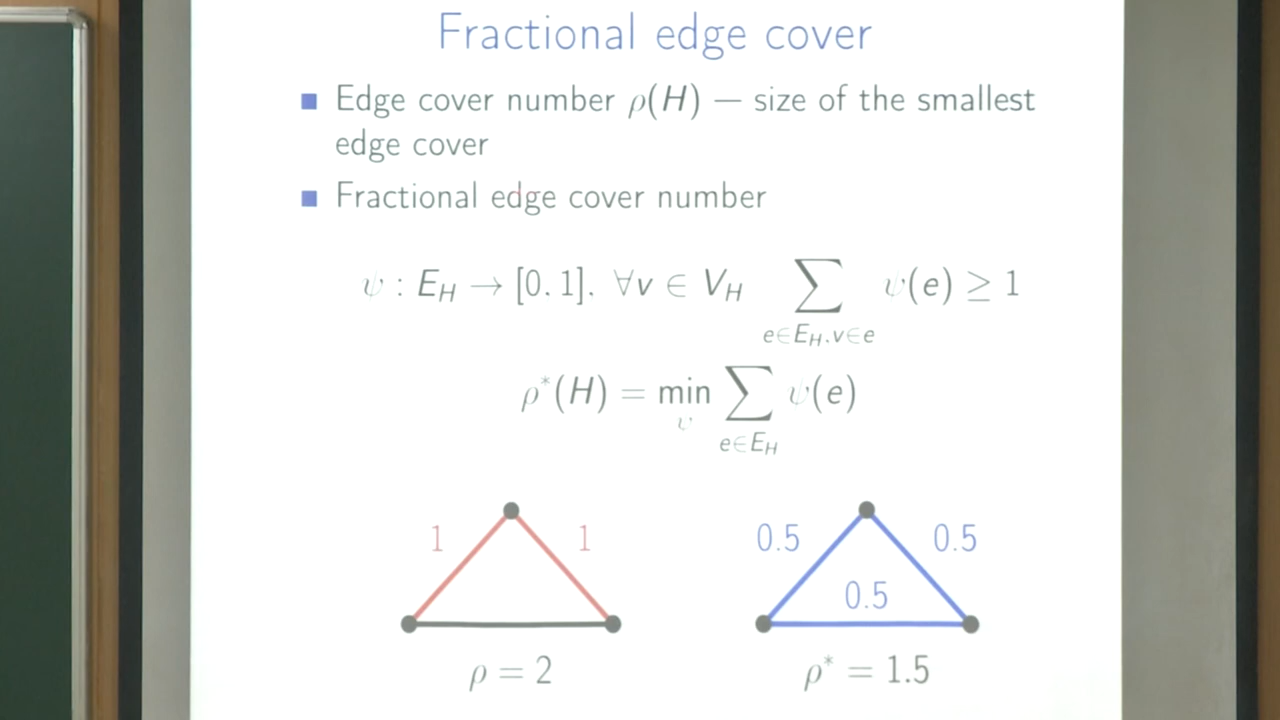 Fractional edge cover
Edge cover number ρ(H) — size of the smallest
edge cover
Fractional edge cover number
ψ : E_H → [0, 1], ∀v ∈ V_H ∑_{e∈E_H, v∈e} ψ(e) ≥ 1
ρ*(H) = min_ψ ∑_{e∈E_H} ψ(e)
1 1 0.5 0.5
0.5
ρ = 2 ρ* = 1.5